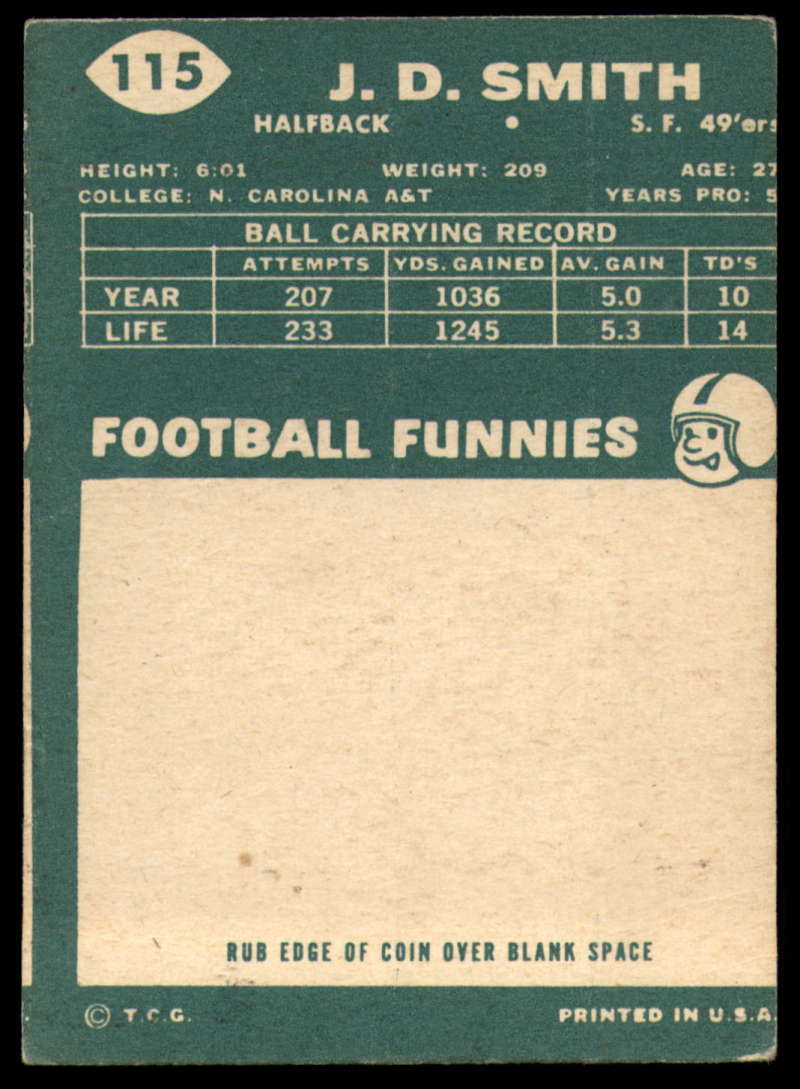 115
J. D. SMITH
HALFBACK • S. F. 49'ers
HEIGHT: 6:01 WEIGHT: 209 AGE: 27
COLLEGE: N. CAROLINA A&T YEARS PRO: 5
BALL CARRYING RECORD
ATTEMPTS YDS. GAINED AV. GAIN TD'S
YEAR 207 1036 5.0 10
LIFE 233 1245 5.3 14
FOOTBALL FUNNIES
RUB EDGE OF COIN OVER BLANK SPACE
© T.C.G. PRINTED IN U.S.A.